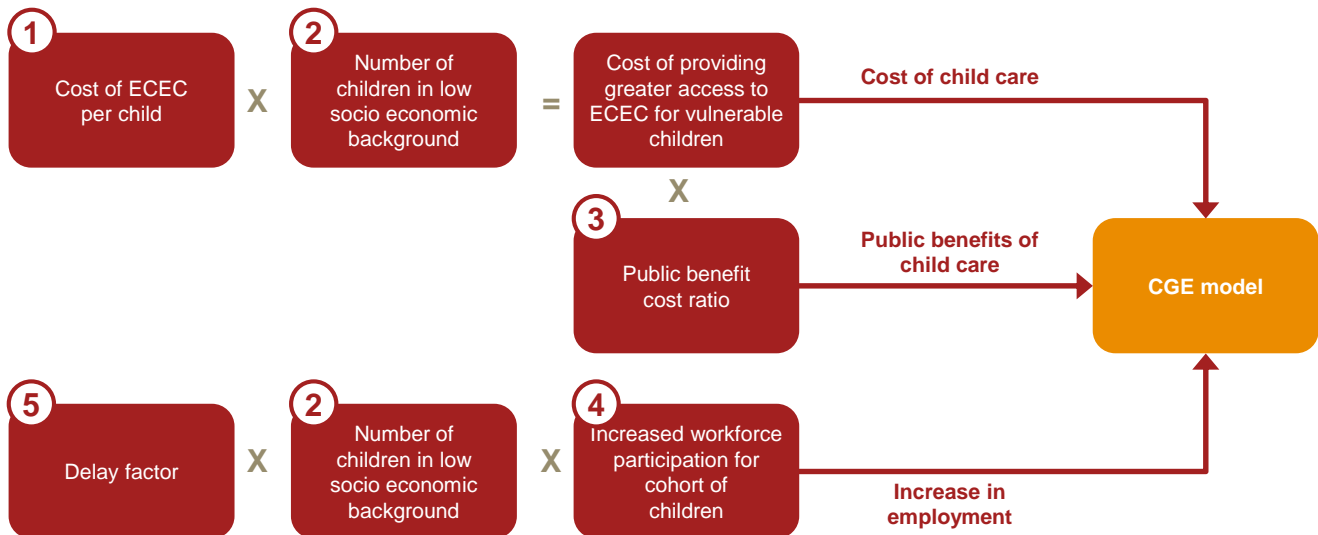 1
Cost of ECEC
per child
X
2
Number of
children in low
socio economic
background
=
Cost of providing
greater access to
ECEC for vulnerable
children
Cost of child care
X
3
Public benefit
cost ratio
Public benefits of
child care
CGE model
5
Delay factor
X
2
Number of
children in low
socio economic
background
X
4
Increased workforce
participation for
cohort of
children
Increase in
employment